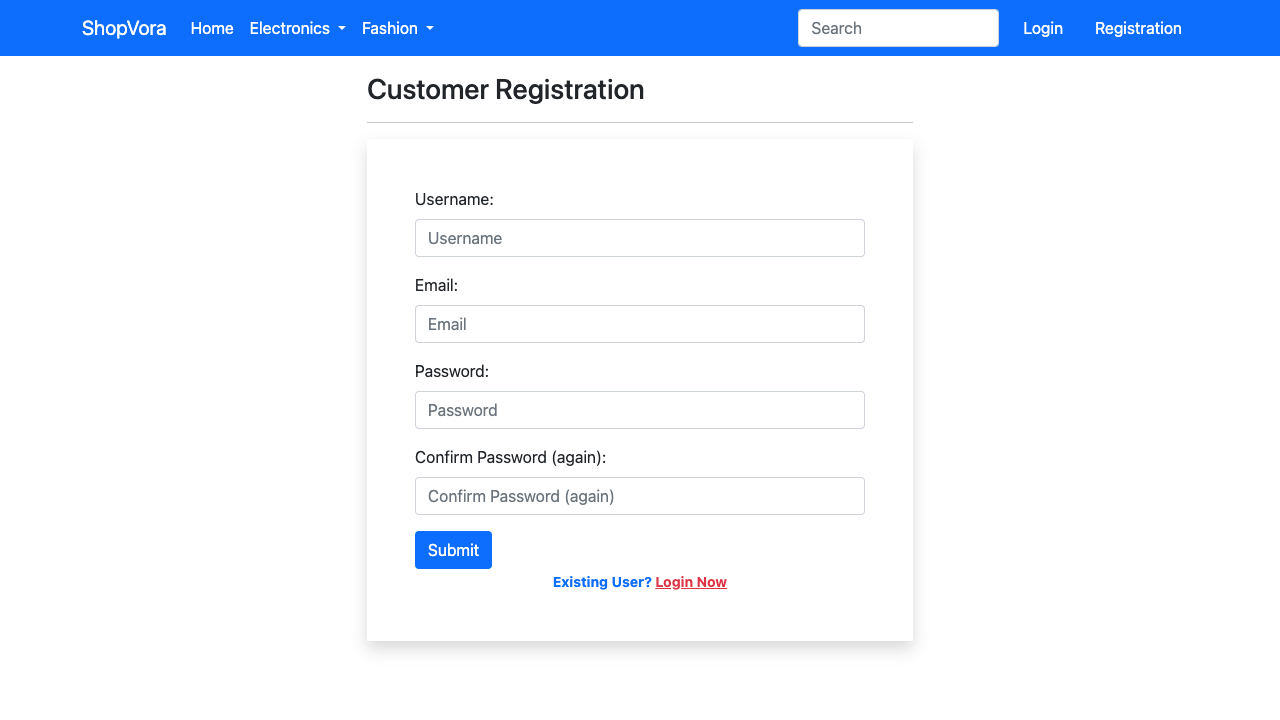 ShopVora Home Electronics Fashion Search Login Registration
Customer Registration
Username:
Username
Email:
Email
Password:
Password
Confirm Password (again):
Confirm Password (again)
Submit
Existing User? Login Now